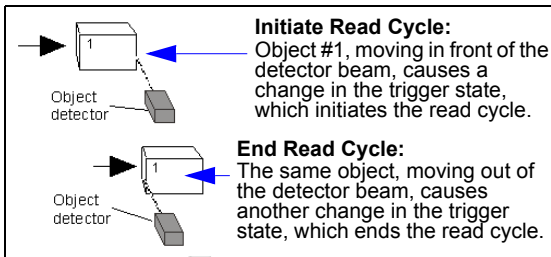 Initiate Read Cycle:
Object #1, moving in front of the
detector beam, causes a
change in the trigger state,
which initiates the read cycle.
1
Object
detector
End Read Cycle:
The same object, moving out of
the detector beam, causes
another change in the trigger
state, which ends the read cycle.
1
Object
detector